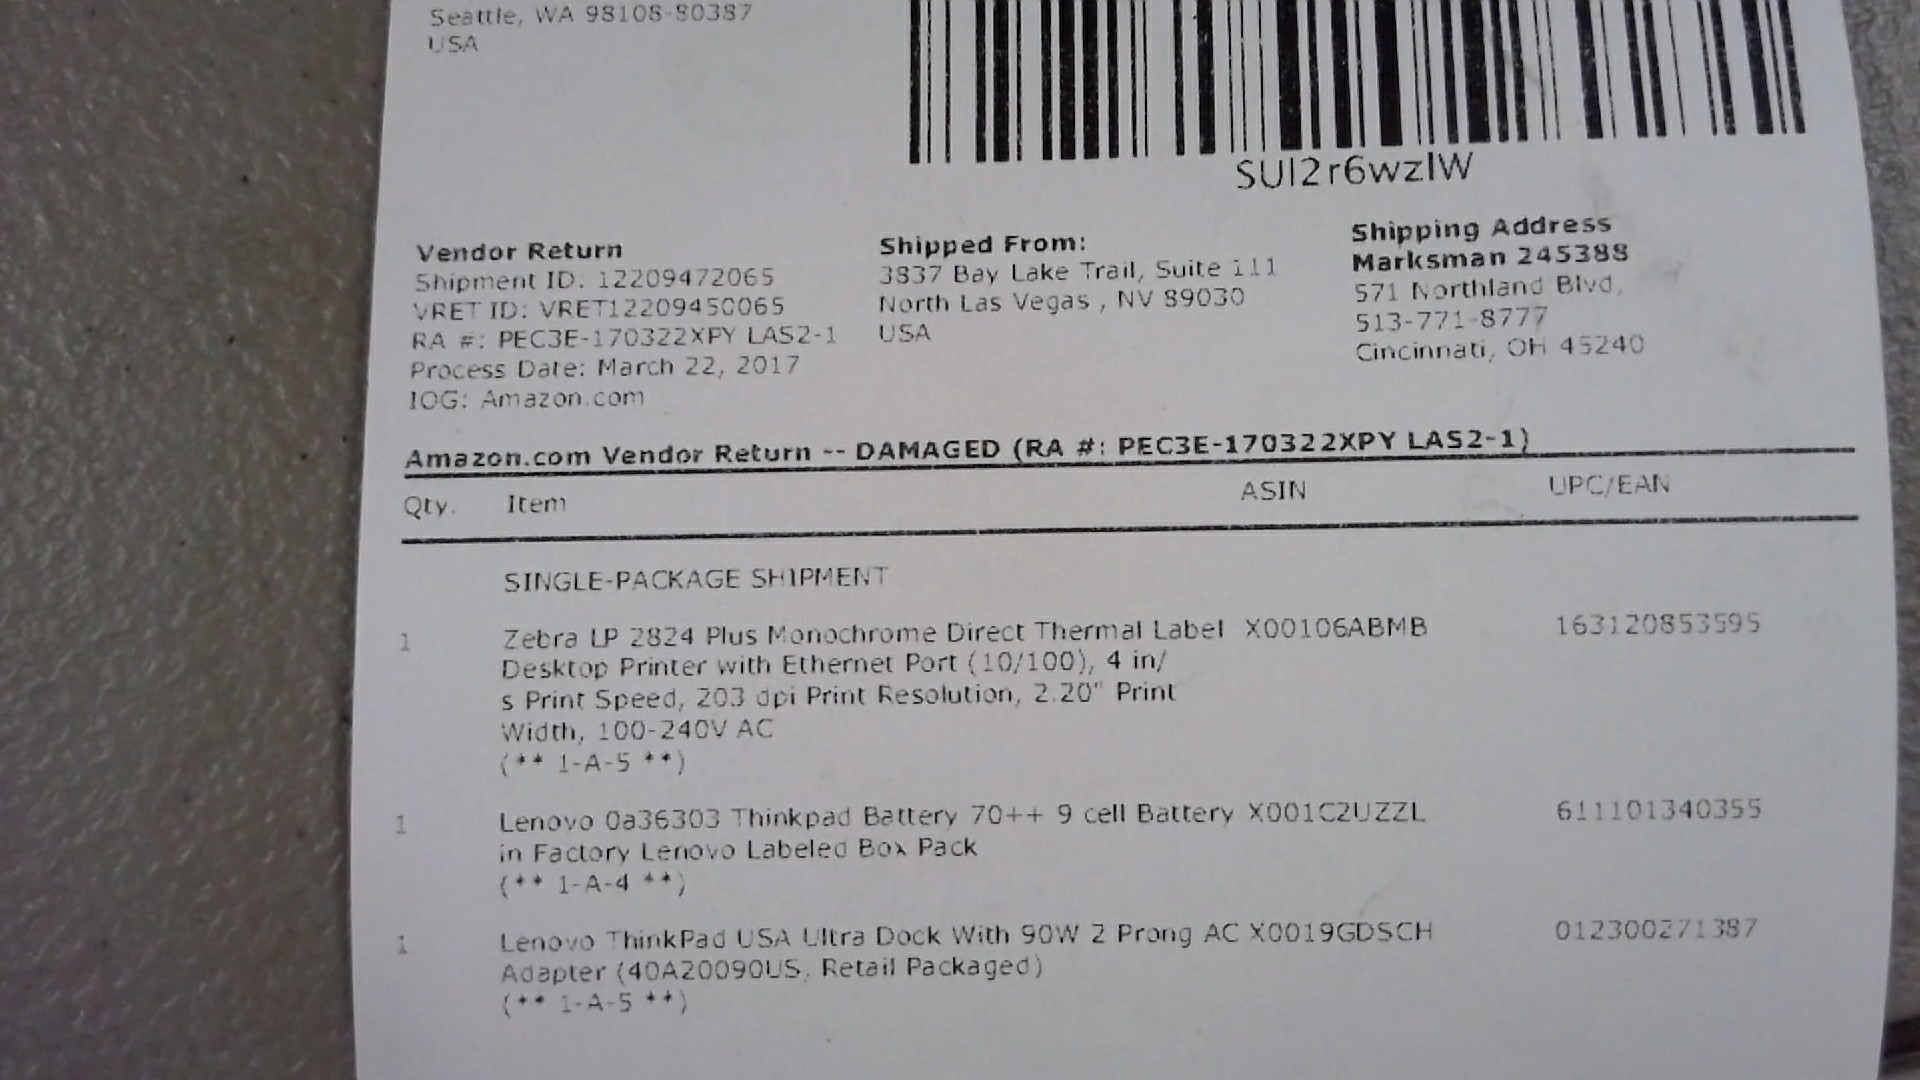 Seattle, WA 98108-80387
USA
SUI2r6wzIW
Vendor Return
Shipment ID: 12209472065
VRET ID: VRET12209450065
RA #: PEC3E-170322XPY LAS2-1
Process Date: March 22, 2017
IOG: Amazon.com
Shipped From:
3837 Bay Lake Trail, Suite 111
North Las Vegas , NV 89030
USA
Shipping Address
Marksman 245388
571 Northland Blvd,
513-771-8777
Cincinnati, OH 45240
Amazon.com Vendor Return -- DAMAGED (RA #: PEC3E-170322XPY LAS2-1)
Qty. Item ASIN UPC/EAN
SINGLE-PACKAGE SHIPMENT
1 Zebra LP 2824 Plus Monochrome Direct Thermal Label X00106ABMB 163120853595
Desktop Printer with Ethernet Port (10/100), 4 in/
s Print Speed, 203 dpi Print Resolution, 2.20" Print
Width, 100-240V AC
(** 1-A-5 **)
1 Lenovo 0a36303 Thinkpad Battery 70++ 9 cell Battery X001C2UZZL 611101340355
in Factory Lenovo Labeled Box Pack
(** 1-A-4 **)
1 Lenovo ThinkPad USA Ultra Dock With 90W 2 Prong AC X0019GDSCH 012300271387
Adapter (40A20090US, Retail Packaged)
(** 1-A-5 **)